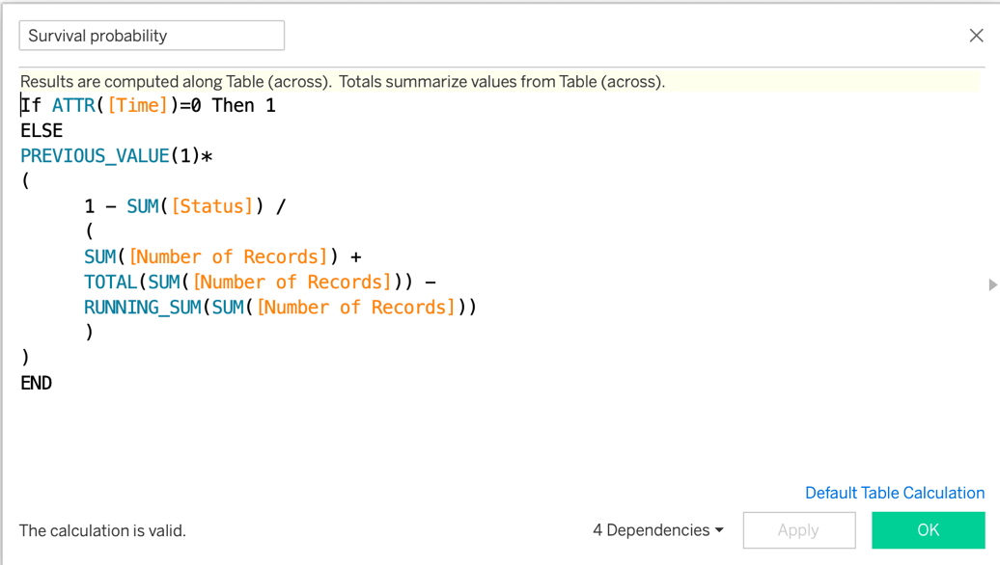 Survival probability
Results are computed along Table (across). Totals summarize values from Table (across).
If ATTR([Time])=0 Then 1
ELSE
PREVIOUS_VALUE(1)*
(
1 – SUM([Status]) /
(
SUM([Number of Records]) +
TOTAL(SUM([Number of Records])) –
RUNNING_SUM(SUM([Number of Records]))
)
)
END
Default Table Calculation
The calculation is valid.
4 Dependencies
Apply
OK